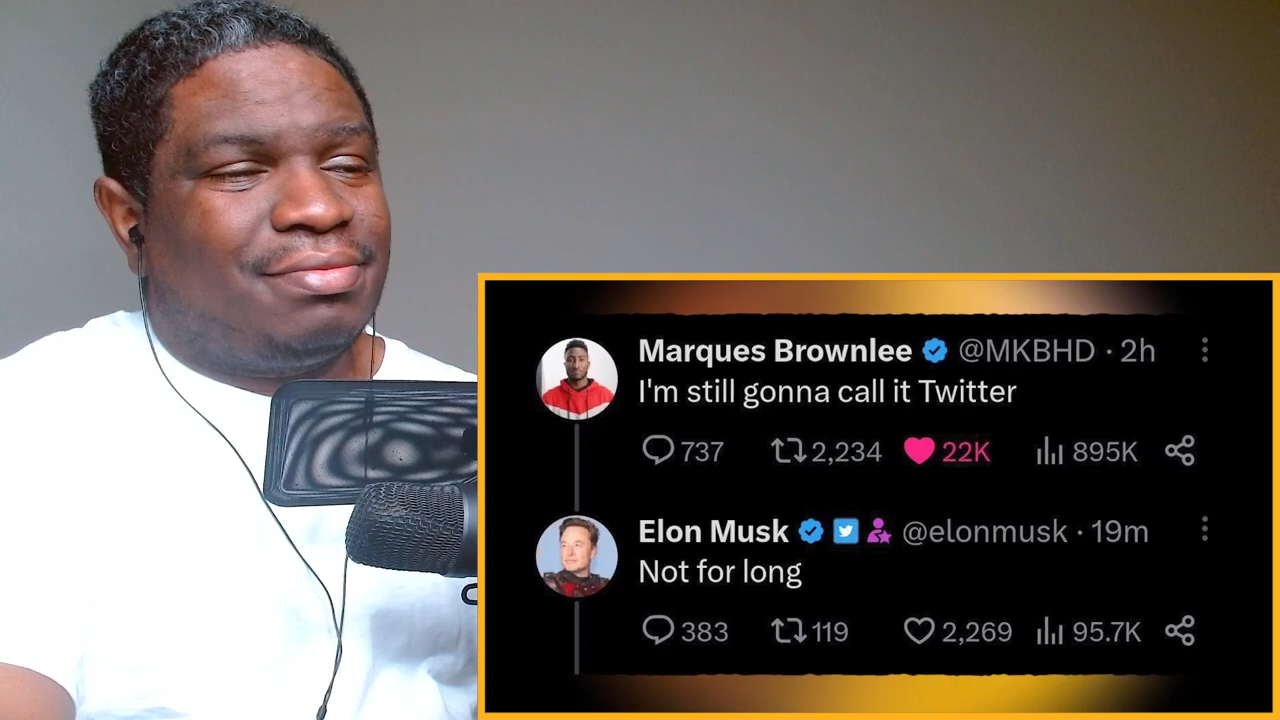 Marques Brownlee @MKBHD · 2h
I'm still gonna call it Twitter
737 2,234 22K 895K
Elon Musk @elonmusk · 19m
Not for long
383 119 2,269 95.7K